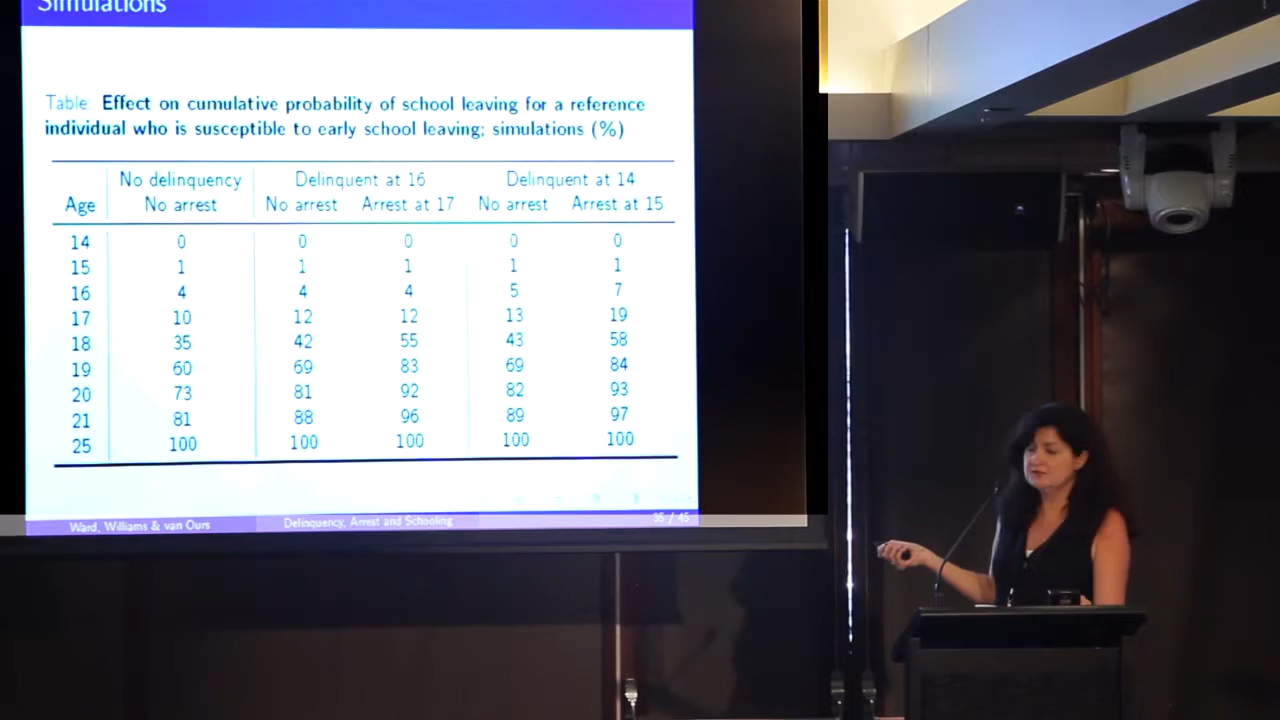 Simulations
Table: Effect on cumulative probability of school leaving for a reference
individual who is susceptible to early school leaving; simulations (%)
No delinquency Delinquent at 16 Delinquent at 14
Age No arrest No arrest Arrest at 17 No arrest Arrest at 15
14 0 0 0 0 0
15 1 1 1 1 1
16 4 4 4 5 7
17 10 12 12 13 19
18 35 42 55 43 58
19 60 69 83 69 84
20 73 81 92 82 93
21 81 88 96 89 97
25 100 100 100 100 100
Ward, Williams & van Ours Delinquency, Arrest and Schooling 35 / 45